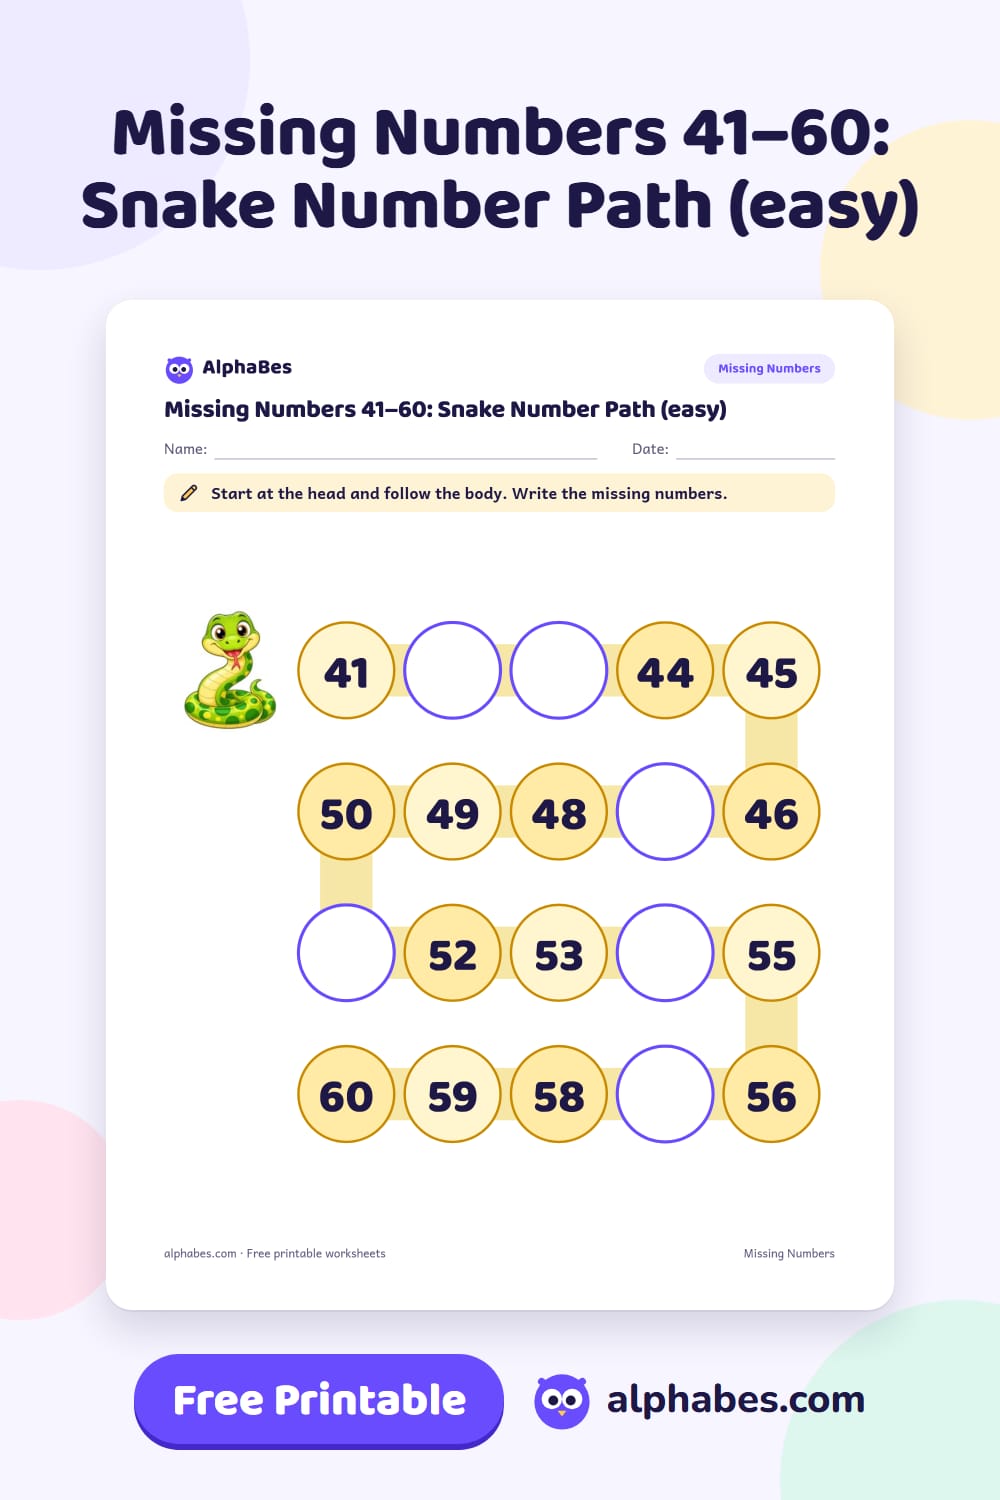 Missing Numbers 41–60:
Snake Number Path (easy)
AlphaBes
Missing Numbers
Missing Numbers 41–60: Snake Number Path (easy)
Name:
Date:
Start at the head and follow the body. Write the missing numbers.
41 44 45
50 49 48 46
52 53 55
60 59 58 56
alphabes.com · Free printable worksheets
Missing Numbers
Free Printable
alphabes.com